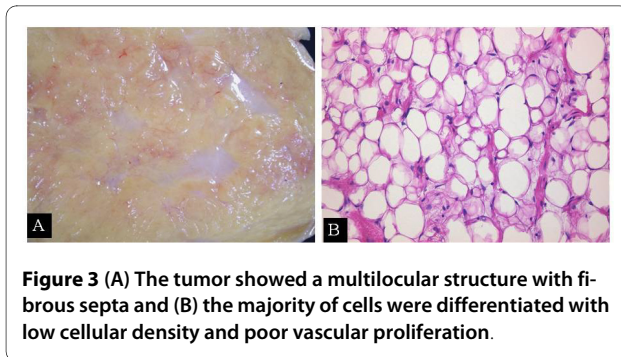 A
B
Figure 3 (A) The tumor showed a multilocular structure with fi-
brous septa and (B) the majority of cells were differentiated with
low cellular density and poor vascular proliferation.